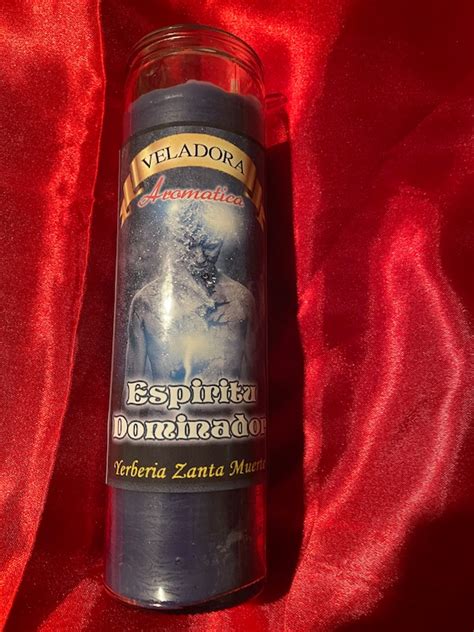 VELADORA
Aromatica
Espiritu
Dominador
Yerberia Zanta Muerte